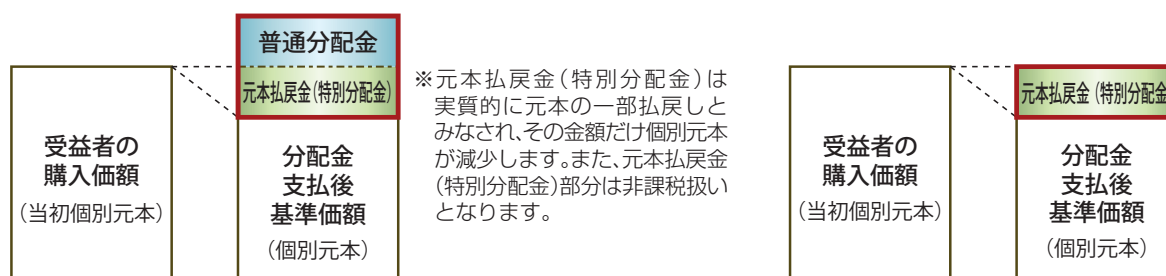 普通分配金
元本払戻金(特別分配金)
受益者の
購入価額
(当初個別元本)
分配金
支払後
基準価額
(個別元本)
※元本払戻金(特別分配金)は
実質的に元本の一部払戻しと
みなされ、その金額だけ個別元本
が減少します。また、元本払戻金
(特別分配金)部分は非課税扱い
となります。
受益者の
購入価額
(当初個別元本)
元本払戻金(特別分配金
分配金
支払後
基準価額
(個別元本)